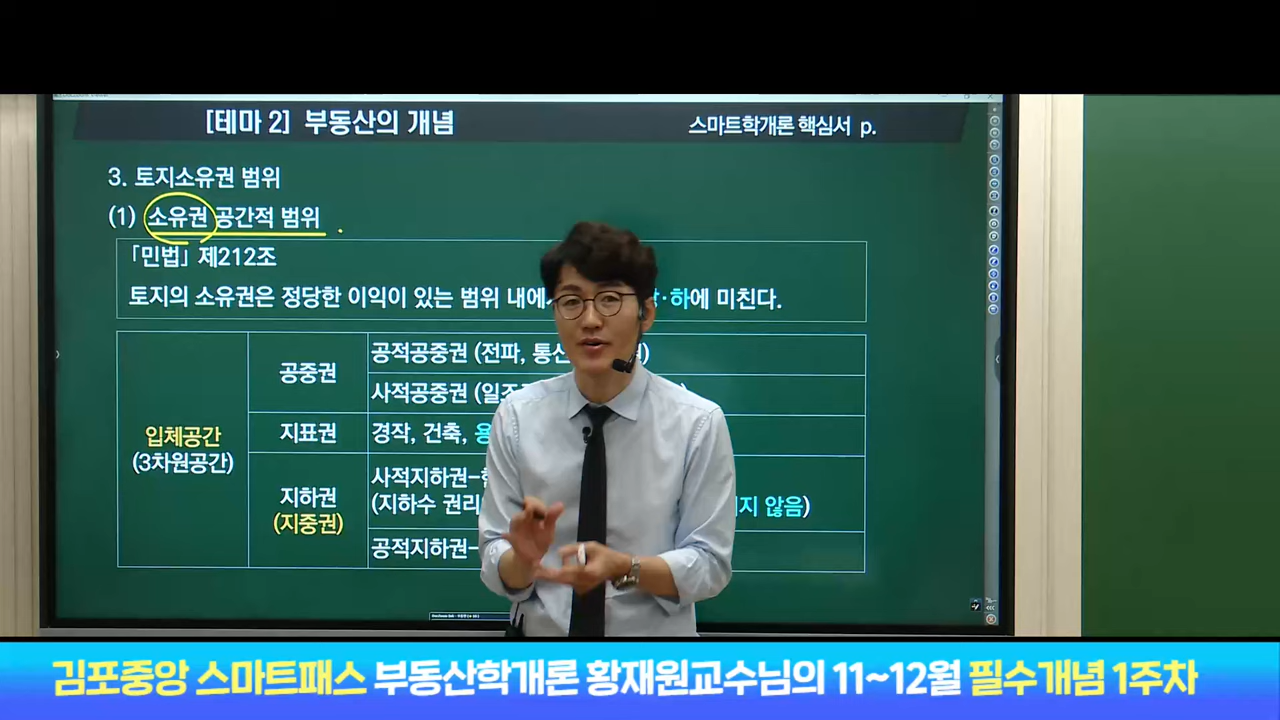 [테마 2] 부동산의 개념
스마트학개론 핵심서 p.
3. 토지소유권 범위
(1) 소유권 공간적 범위
「민법」 제212조
토지의 소유권은 정당한 이익이 있는 범위 내에 ·하에 미친다.
입체공간
(3차원공간)
공중권
공적공중권 (전파,
사적공중권
지표권
경작, 건축,
지하권
(지중권)
사적지하권-
(지하수 권리
않음)
공적지하권-
김포중앙 스마트패스 부동산학개론 황재원교수님의 11~12월 필수개념 1주차